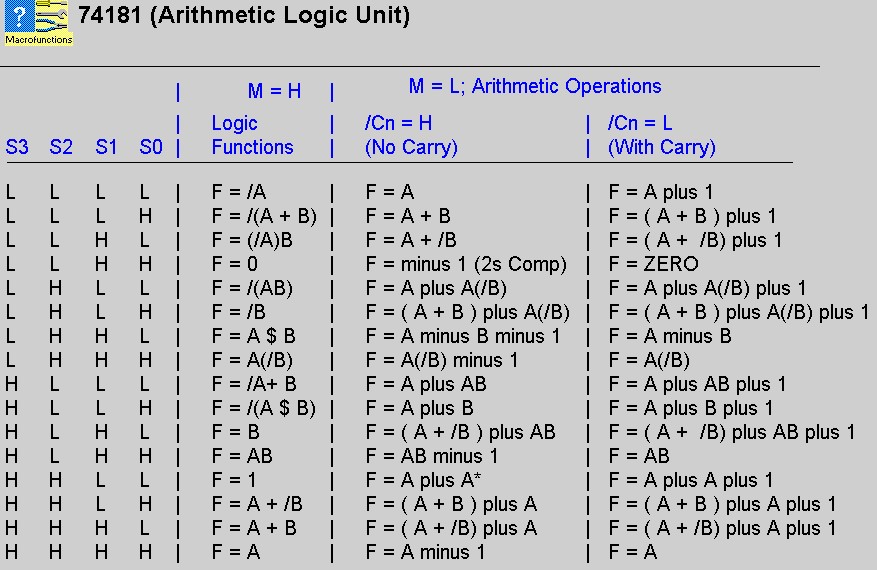 ? 74181 (Arithmetic Logic Unit)
Macrofunctions
| M = H | M = L; Arithmetic Operations
| Logic | /Cn = H | /Cn = L
S3 S2 S1 S0 | Functions | (No Carry) | (With Carry)
L L L L | F = /A | F = A | F = A plus 1
L L L H | F = /(A + B) | F = A + B | F = ( A + B ) plus 1
L L H L | F = (/A)B | F = A + /B | F = ( A + /B) plus 1
L L H H | F = 0 | F = minus 1 (2s Comp) | F = ZERO
L H L L | F = /(AB) | F = A plus A(/B) | F = A plus A(/B) plus 1
L H L H | F = /B | F = ( A + B ) plus A(/B) | F = ( A + B ) plus A(/B) plus 1
L H H L | F = A $ B | F = A minus B minus 1 | F = A minus B
L H H H | F = A(/B) | F = A(/B) minus 1 | F = A(/B)
H L L L | F = /A+ B | F = A plus AB | F = A plus AB plus 1
H L L H | F = /(A $ B) | F = A plus B | F = A plus B plus 1
H L H L | F = B | F = ( A + /B ) plus AB | F = ( A + /B) plus AB plus 1
H L H H | F = AB | F = AB minus 1 | F = AB
H H L L | F = 1 | F = A plus A* | F = A plus A plus 1
H H L H | F = A + /B | F = ( A + B ) plus A | F = ( A + B ) plus A plus 1
H H H L | F = A + B | F = ( A + /B) plus A | F = ( A + /B) plus A plus 1
H H H H | F = A | F = A minus 1 | F = A